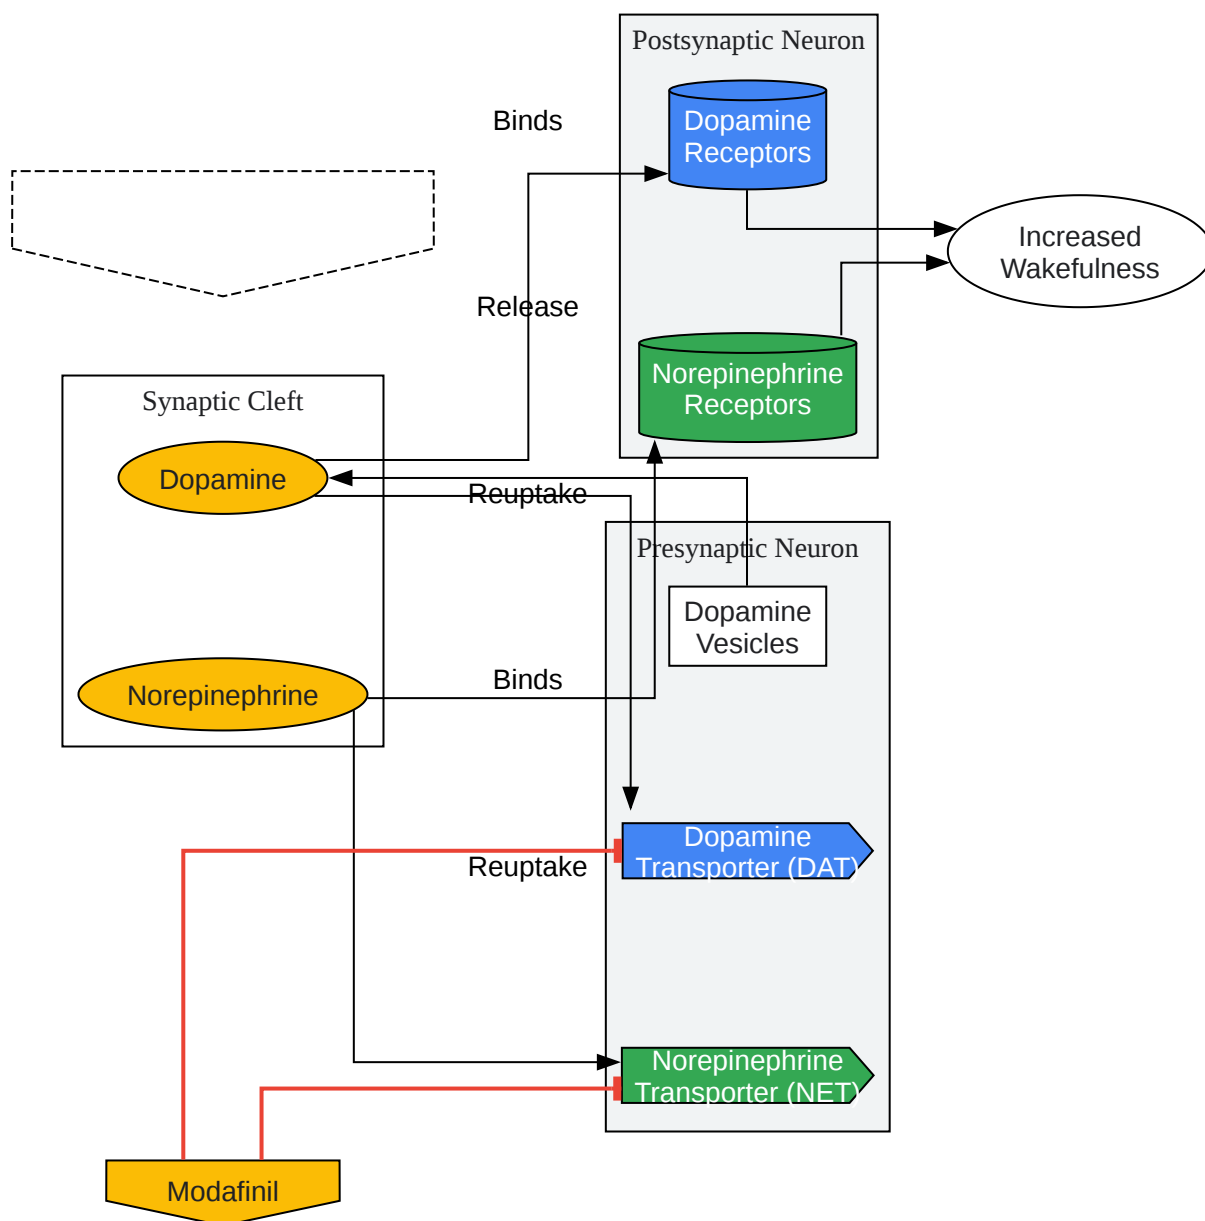 Postsynaptic Neuron
Binds
Dopamine
Receptors
Increased
Wakefulness
Release
Norepinephrine
Receptors
Synaptic Cleft
Dopamine
Reuptake
Presynaptic Neuron
Dopamine
Vesicles
Norepinephrine
Binds
Dopamine
Transporter (DAT)
Reuptake
Norepinephrine
Transporter (NET)
Modafinil